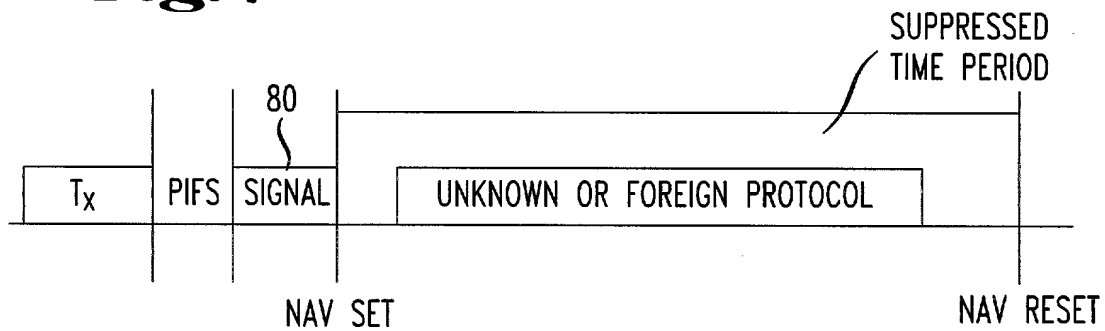 SUPPRESSED
TIME PERIOD
80
Tx
PIFS
SIGNAL
UNKNOWN OR FOREIGN PROTOCOL
NAV SET
NAV RESET